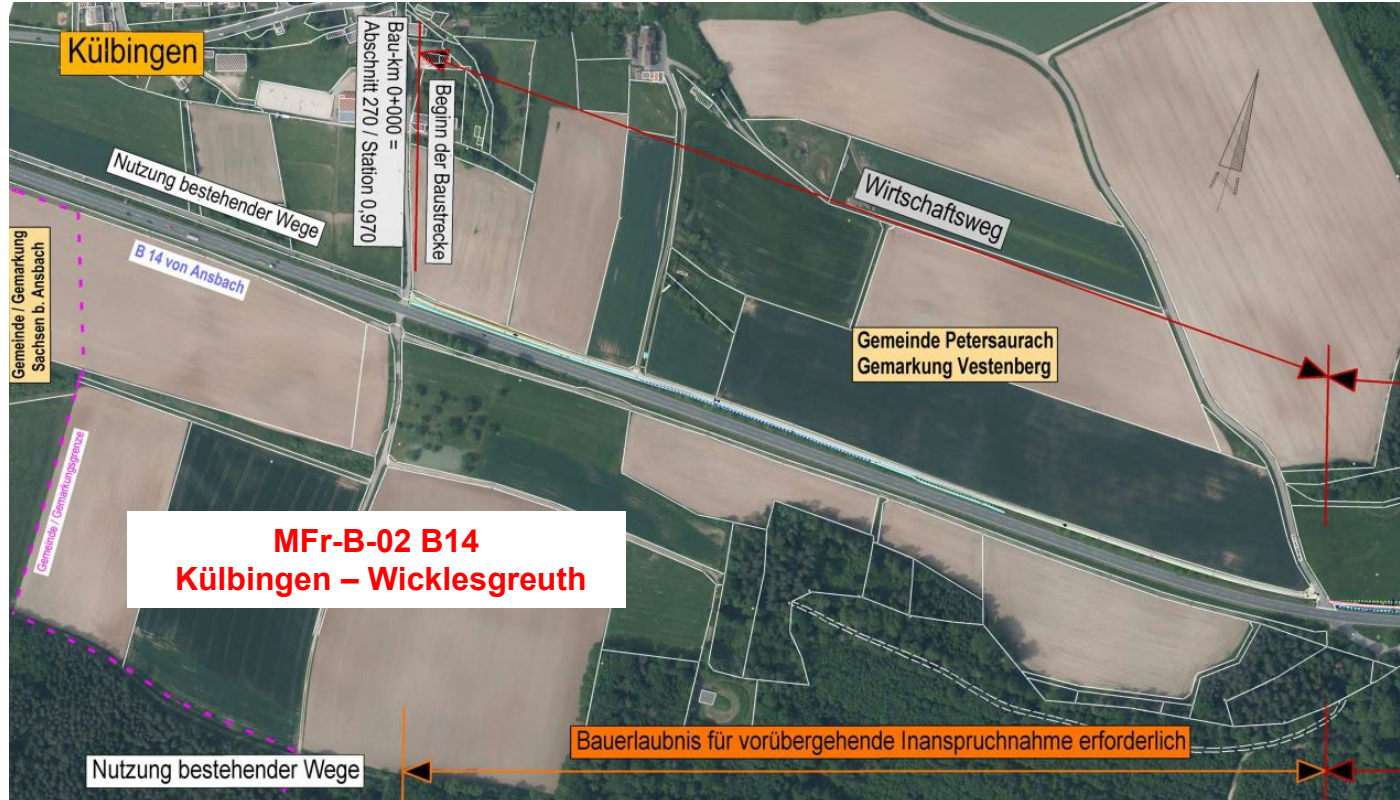 Külbingen
Bau-km 0+000 =
Abschnitt 270 / Station 0,970
Beginn der Baustrecke
Nutzung bestehender Wege
B 14 von Ansbach
Gemeinde / Gemarkung
Sachsen b. Ansbach
Wirtschaftsweg
N
Gemeinde Petersaurach
Gemarkung Vestenberg
Gemeinde / Gemarkungsgrenze
MFr-B-02 B14
Külbingen – Wicklesgreuth
Bauerlaubnis für vorübergehende Inanspruchnahme erforderlich
Nutzung bestehender Wege